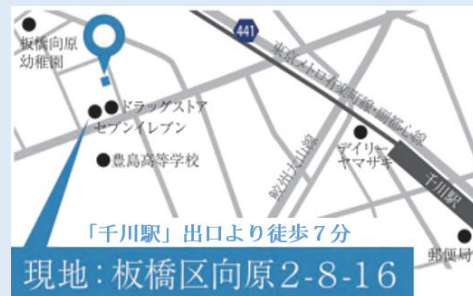 板橋向原
幼稚園
441
東京メトロ有楽町線・副都心線
ドラッグストア
セブンイレブン
豊島高等学校
デイリー
ヤマザキ
千川駅
郵便局
「千川駅」出口より徒歩7分
現地：板橋区向原2-8-16